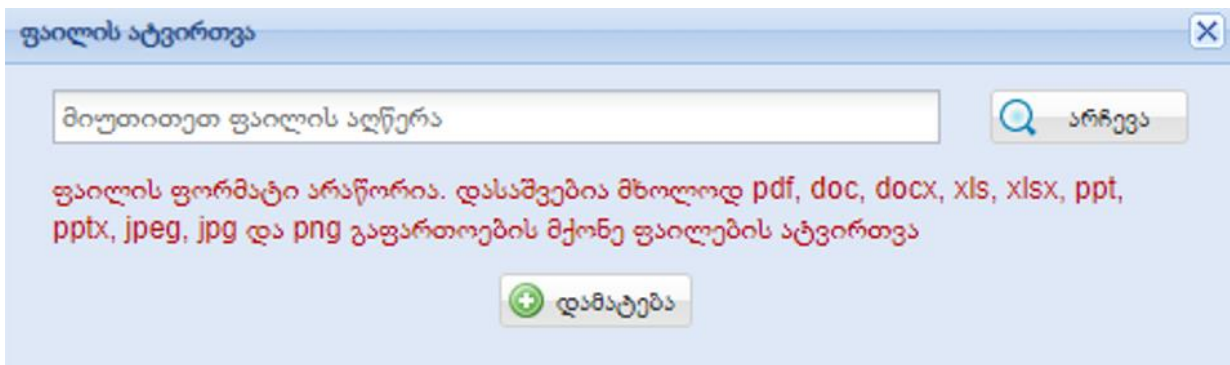 ფაილის ატვირთვა
მიუთითეთ ფაილის აღწერა
არჩევა
ფაილის ფორმატი არაწორია. დასაშვებია მხოლოდ pdf, doc, docx, xls, xlsx, ppt,
pptx, jpeg, jpg და png გაფართოების მქონე ფაილების ატვირთვა
დამატება